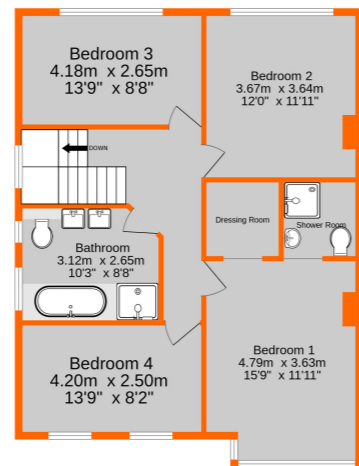 Bedroom 3
4.18m x 2.65m
13'9" x 8'8"
Bedroom 2
3.67m x 3.64m
12'0" x 11'11"
DOWN
Dressing Room
Shower Room
Bathroom
3.12m x 2.65m
10'3" x 8'8"
Bedroom 1
4.79m x 3.63m
15'9" x 11'11"
Bedroom 4
4.20m x 2.50m
13'9" x 8'2"